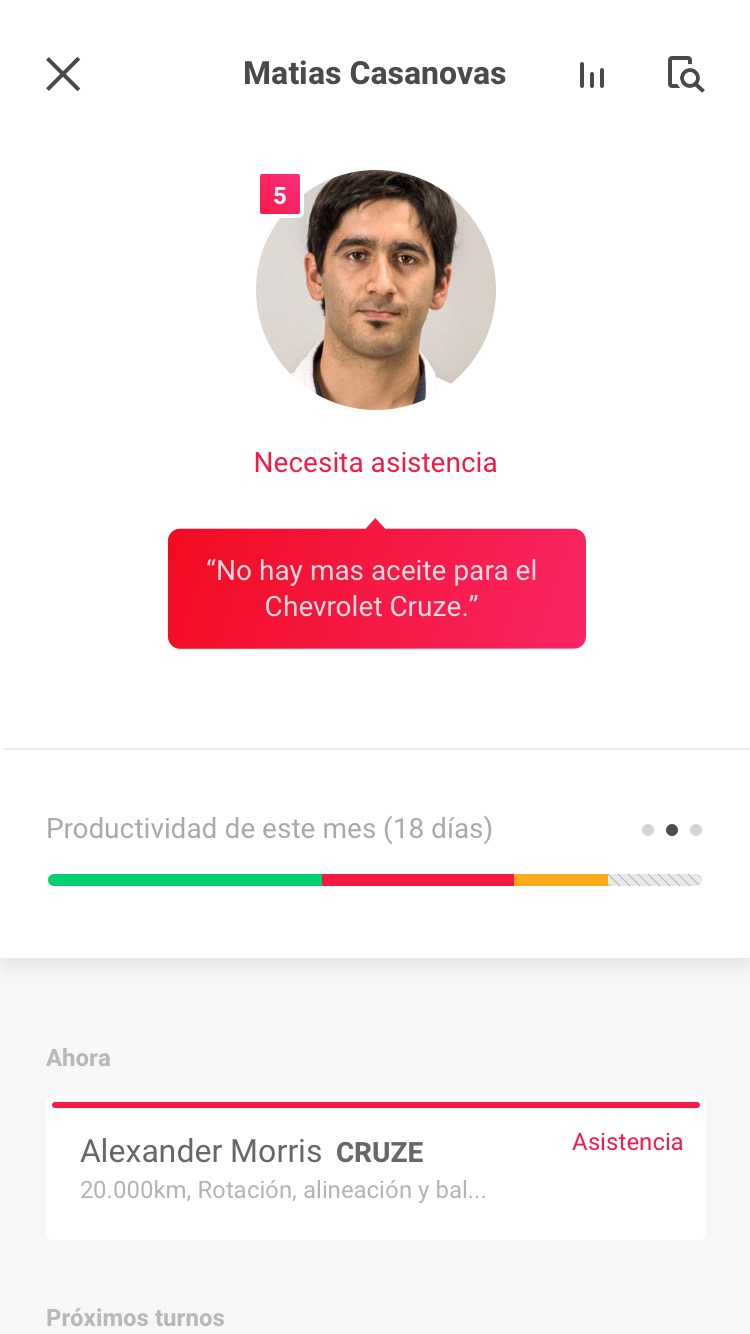 Matias Casanovas
5
Necesita asistencia
“No hay mas aceite para el
Chevrolet Cruze.”
Productividad de este mes (18 días)
Ahora
Alexander Morris CRUZE
Asistencia
20.000km, Rotación, alineación y bal...
Próximos turnos